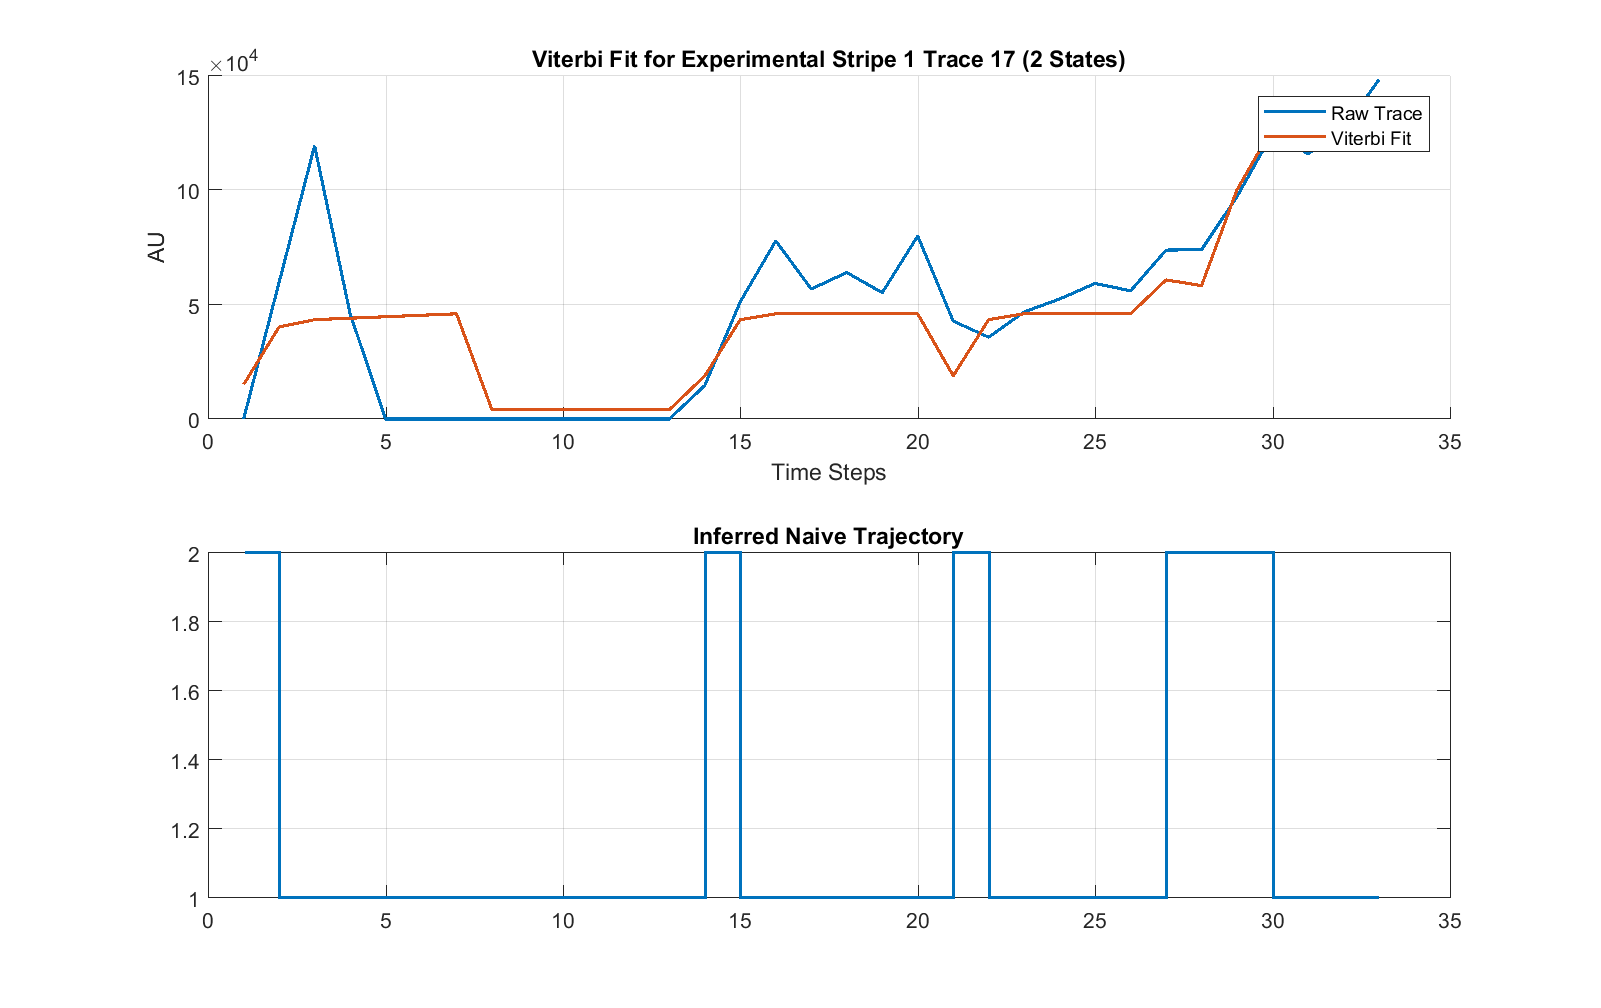 Viterbi Fit for Experimental Stripe 1 Trace 17 (2 States)
×10^4
15
10
5
0
AU
Raw Trace
Viterbi Fit
0 5 10 15 20 25 30 35
Time Steps
Inferred Naive Trajectory
2
1.8
1.6
1.4
1.2
1
0 5 10 15 20 25 30 35